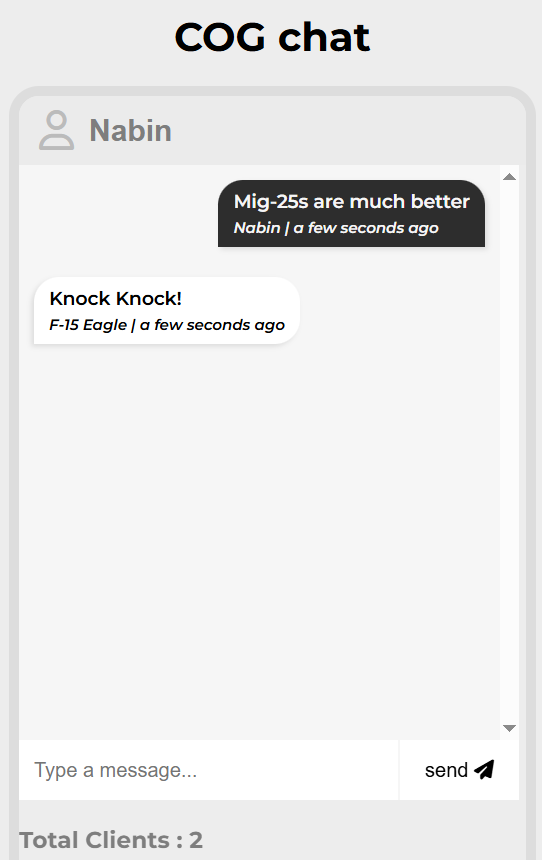 COG chat
Nabin
Mig-25s are much better
Nabin | a few seconds ago
Knock Knock!
F-15 Eagle | a few seconds ago
Type a message...
send
Total Clients : 2